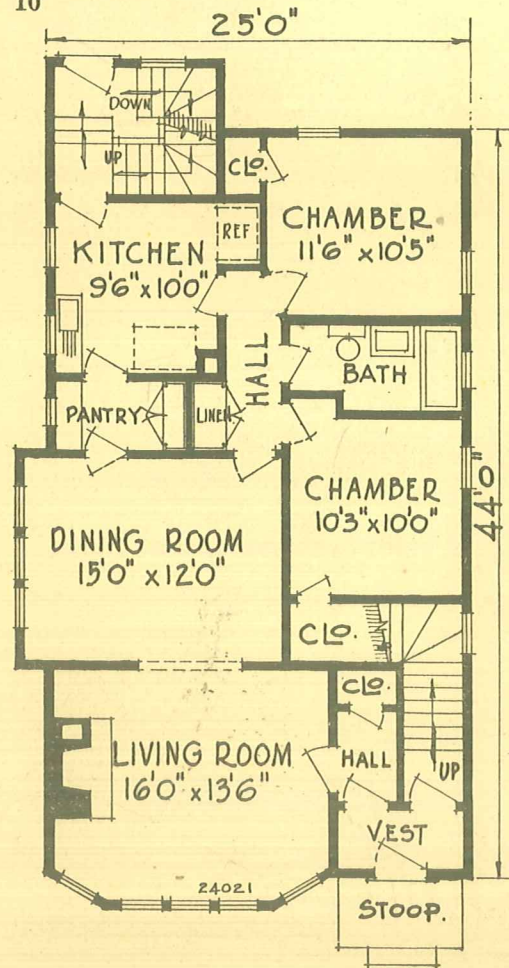 10
25'0"
DOWN
UP
CLO.
CHAMBER
11'6" x 10'5"
REF
KITCHEN
9'6" x 10'0"
HALL
BATH
PANTRY
LINEN
CHAMBER
10'3" x 10'0"
44'0"
DINING ROOM
15'0" x 12'0"
CLO.
CLO.
LIVING ROOM
16'0" x 13'6"
HALL
UP
VEST
24021
STOOP.